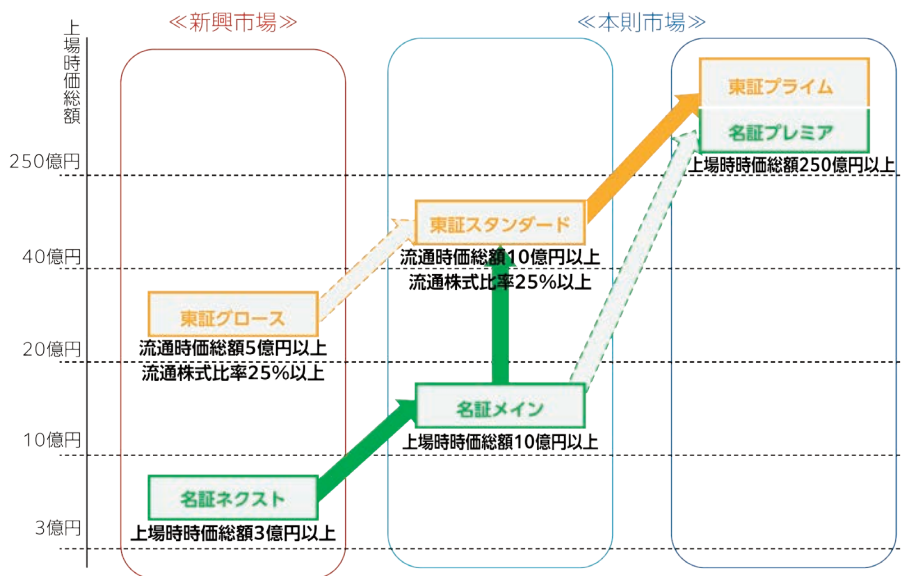 ≪新興市場≫
≪本則市場≫
上場時価総額
250億円
40億円
20億円
10億円
3億円
東証プライム
名証プレミア
上場時時価総額250億円以上
東証スタンダード
流通時価総額10億円以上
流通株式比率25%以上
東証グロース
流通時価総額5億円以上
流通株式比率25%以上
名証メイン
上場時時価総額10億円以上
名証ネクスト
上場時時価総額3億円以上